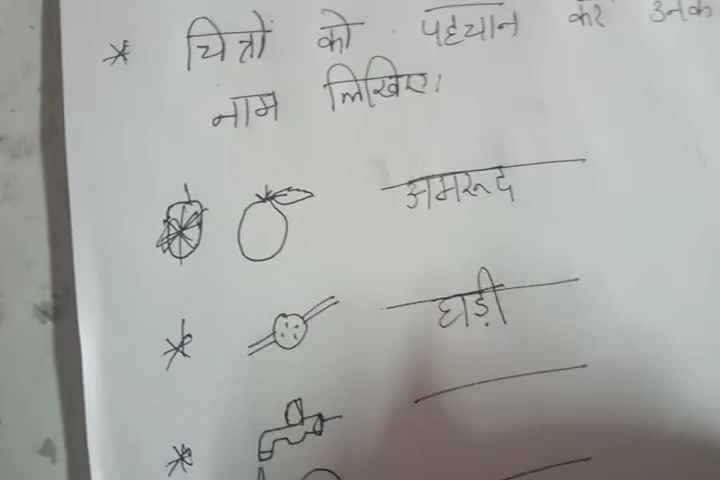 * चित्रों को पहचान कर उनके
नाम लिखिए।
अमरूद
* घड़ी
*